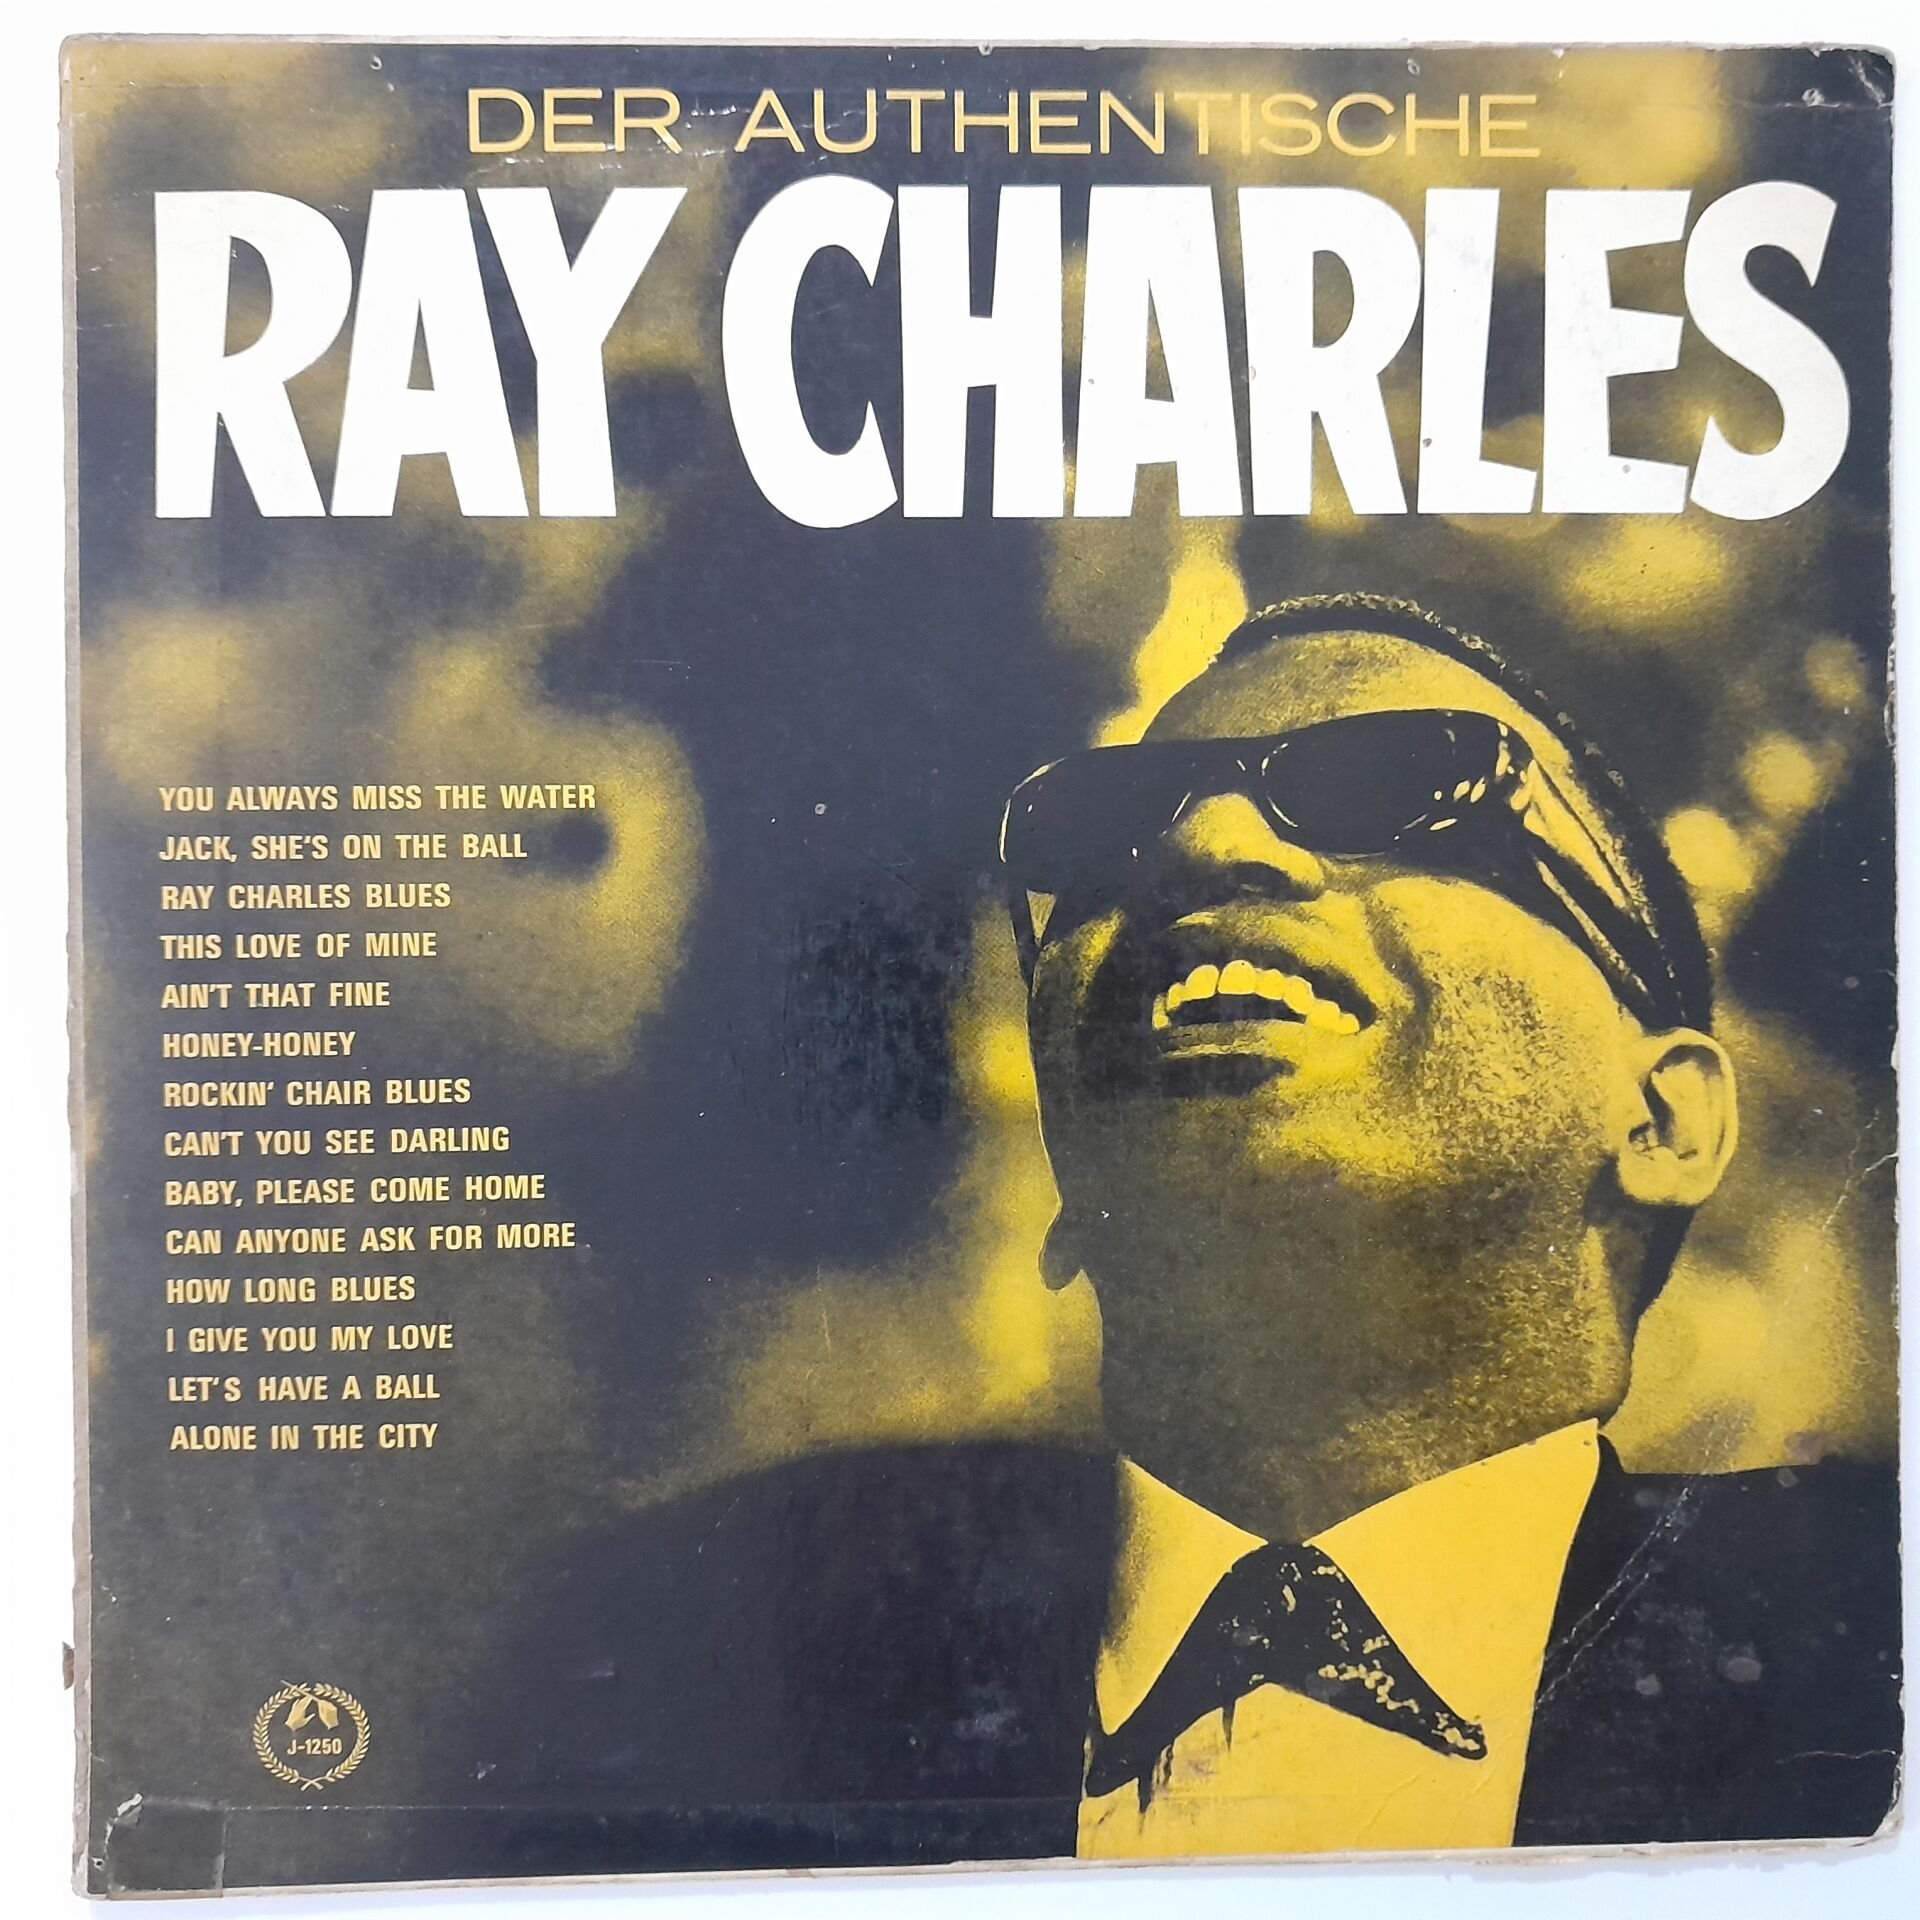 DER AUTHENTISCHE
RAY CHARLES
YOU ALWAYS MISS THE WATER
JACK, SHE'S ON THE BALL
RAY CHARLES BLUES
THIS LOVE OF MINE
AIN'T THAT FINE
HONEY-HONEY
ROCKIN' CHAIR BLUES
CAN'T YOU SEE DARLING
BABY, PLEASE COME HOME
CAN ANYONE ASK FOR MORE
HOW LONG BLUES
I GIVE YOU MY LOVE
LET'S HAVE A BALL
ALONE IN THE CITY
J-1250